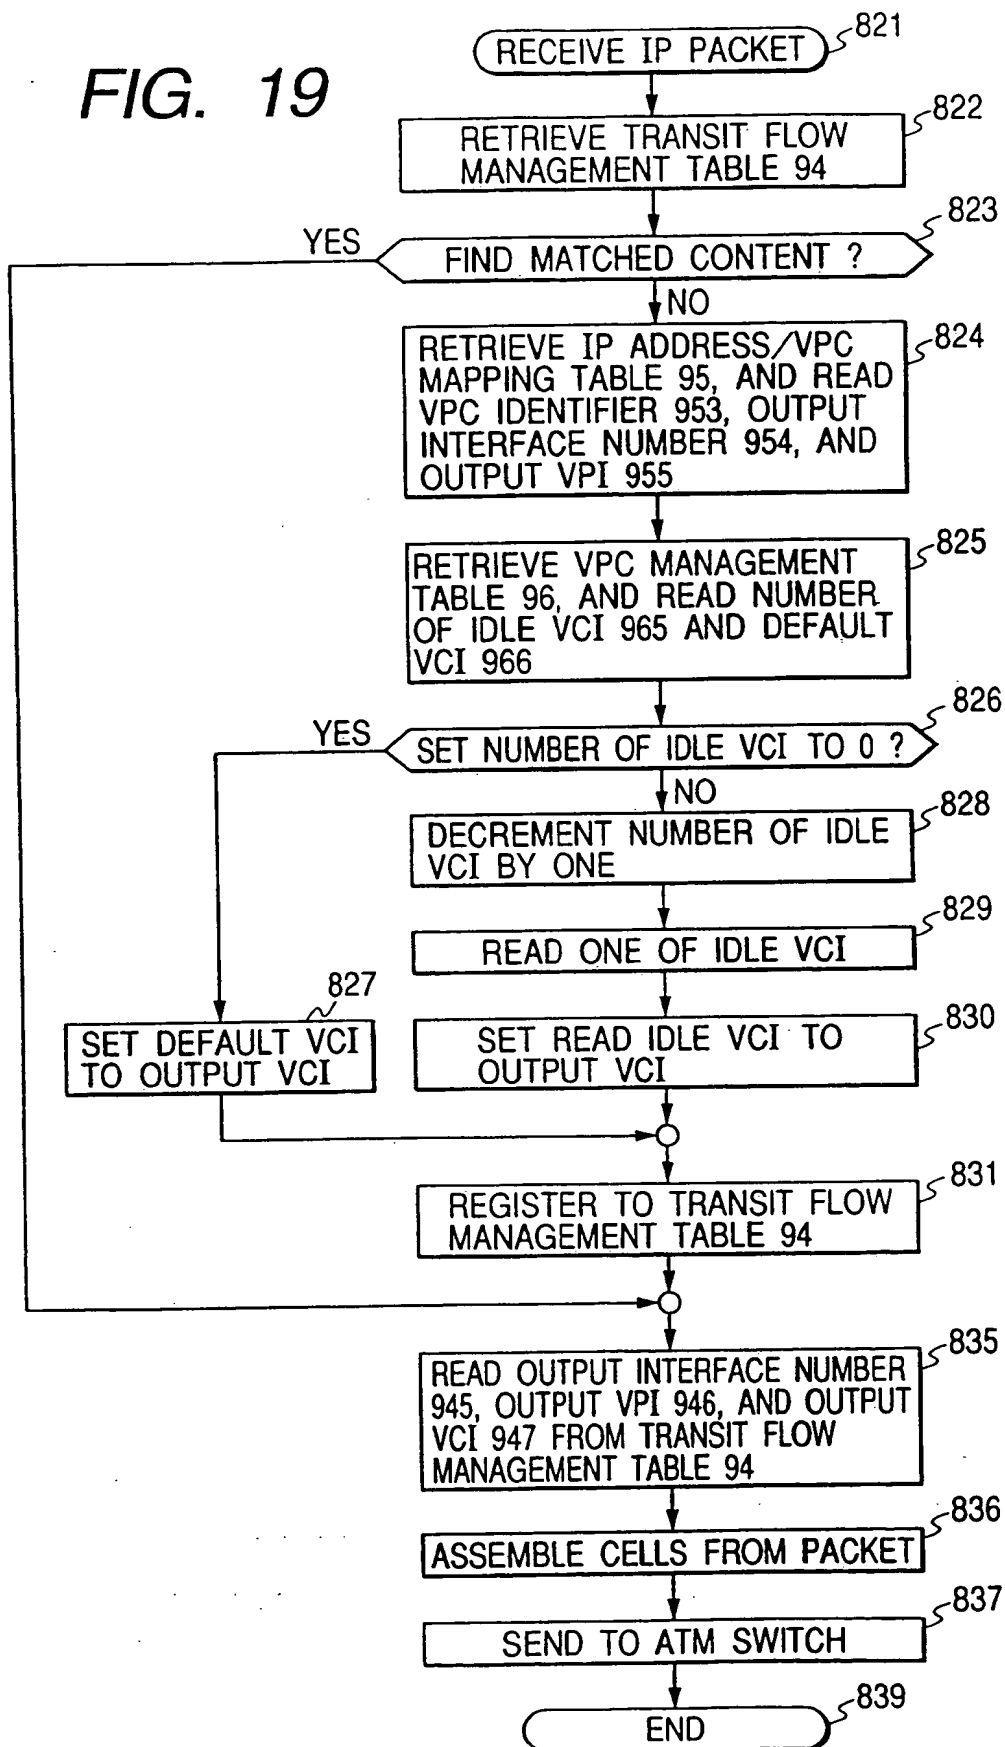 FIG. 19
RECEIVE IP PACKET
821
RETRIEVE TRANSIT FLOW
MANAGEMENT TABLE 94
822
823
YES
FIND MATCHED CONTENT ?
NO
824
RETRIEVE IP ADDRESS/VPC
MAPPING TABLE 95, AND READ
VPC IDENTIFIER 953, OUTPUT
INTERFACE NUMBER 954, AND
OUTPUT VPI 955
825
RETRIEVE VPC MANAGEMENT
TABLE 96, AND READ NUMBER
OF IDLE VCI 965 AND DEFAULT
VCI 966
826
YES
SET NUMBER OF IDLE VCI TO 0 ?
NO
828
DECREMENT NUMBER OF IDLE
VCI BY ONE
829
READ ONE OF IDLE VCI
827
SET DEFAULT VCI
TO OUTPUT VCI
830
SET READ IDLE VCI TO
OUTPUT VCI
831
REGISTER TO TRANSIT FLOW
MANAGEMENT TABLE 94
835
READ OUTPUT INTERFACE NUMBER
945, OUTPUT VPI 946, AND OUTPUT
VCI 947 FROM TRANSIT FLOW
MANAGEMENT TABLE 94
836
ASSEMBLE CELLS FROM PACKET
837
SEND TO ATM SWITCH
839
END